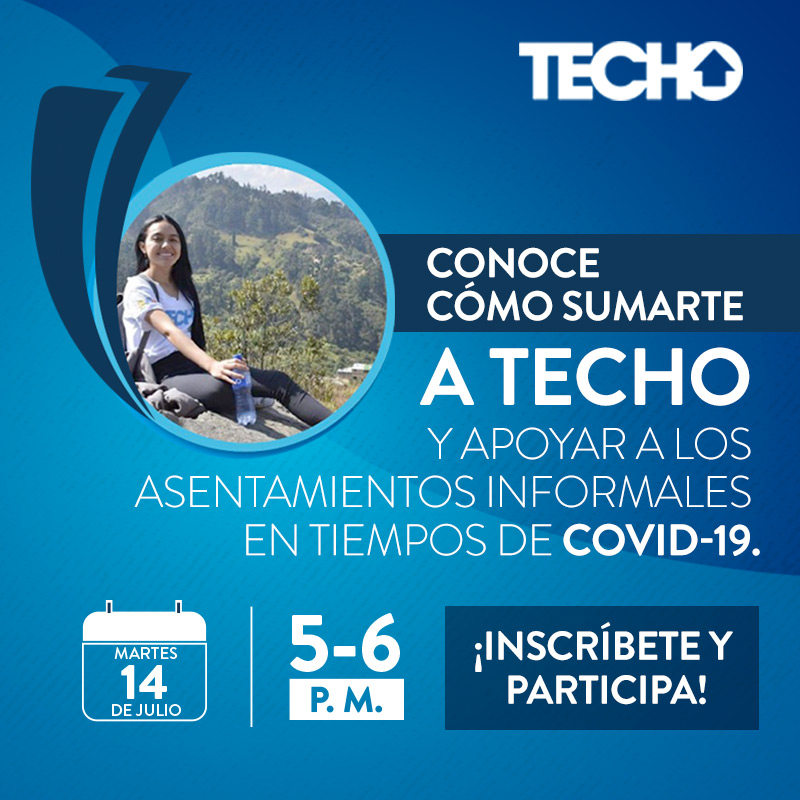 TECHO
CONOCE
CÓMO SUMARTE
A TECHO
Y APOYAR A LOS
ASENTAMIENTOS INFORMALES
EN TIEMPOS DE COVID-19.
MARTES
14
DE JULIO
5-6
P. M.
¡INSCRÍBETE Y
PARTICIPA!